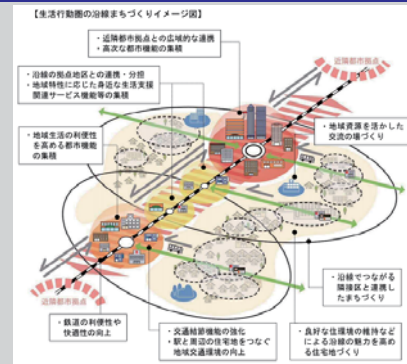 【生活行動圏の沿線まちづくりイメージ図】
・近隣都市拠点との広域的な連携
・高次な都市機能の集積
近隣都市拠点
・沿線の拠点地区との連携・分担
・地域特性に応じた身近な生活支援
関連サービス機能等の集積
・地域資源を活かした
交流の場づくり
・地域生活の利便性
を高める都市機能
の集積
・沿線でつながる
隣接区と連携し
たまちづくり
近隣都市拠点
・鉄道の利便性や
快適性の向上
・交通結節機能の強化
・駅と周辺の住宅地をつなぐ
地域交通環境の向上
・良好な住環境の維持など
による沿線の魅力を高め
る住宅地づくり